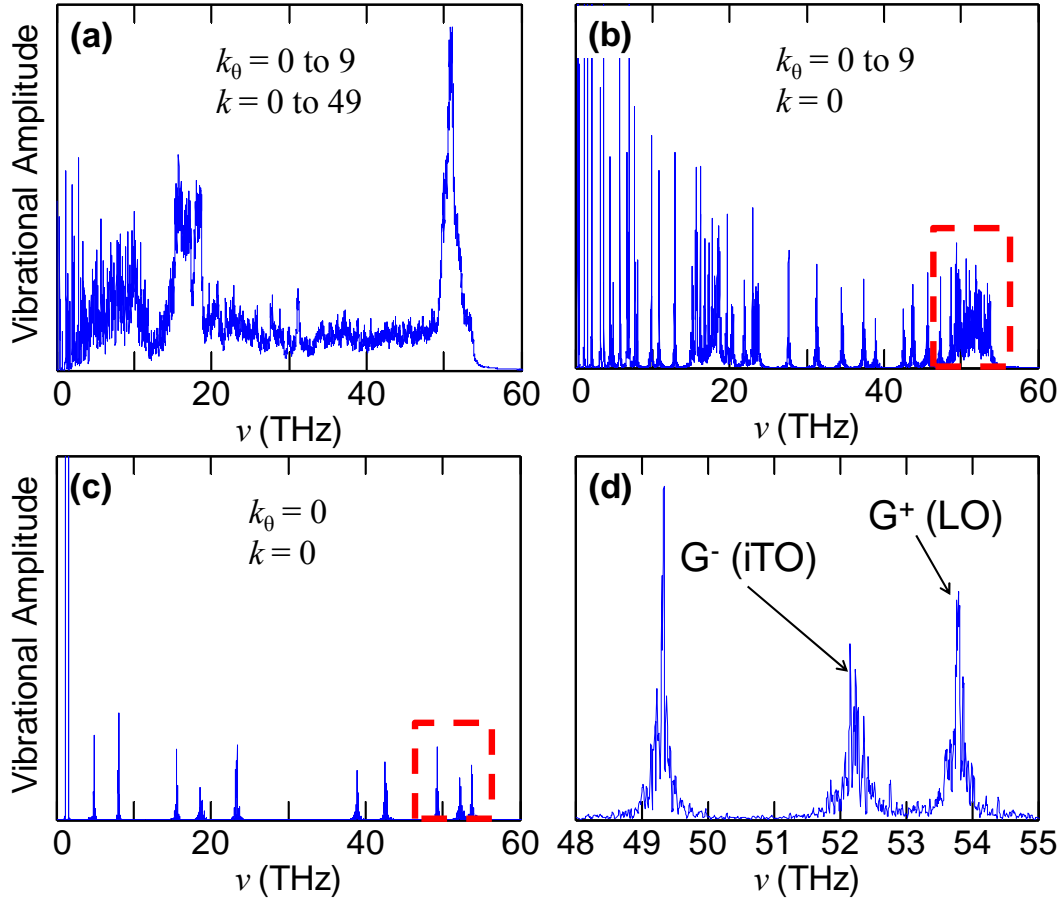 (a)
kθ = 0 to 9
k = 0 to 49
Vibrational Amplitude
0 20 40 60
ν (THz)
(b)
kθ = 0 to 9
k = 0
0 20 40 60
ν (THz)
(c)
kθ = 0
k = 0
Vibrational Amplitude
0 20 40 60
ν (THz)
(d)
G⁺ (LO)
G⁻ (iTO)
48 49 50 51 52 53 54 55
ν (THz)